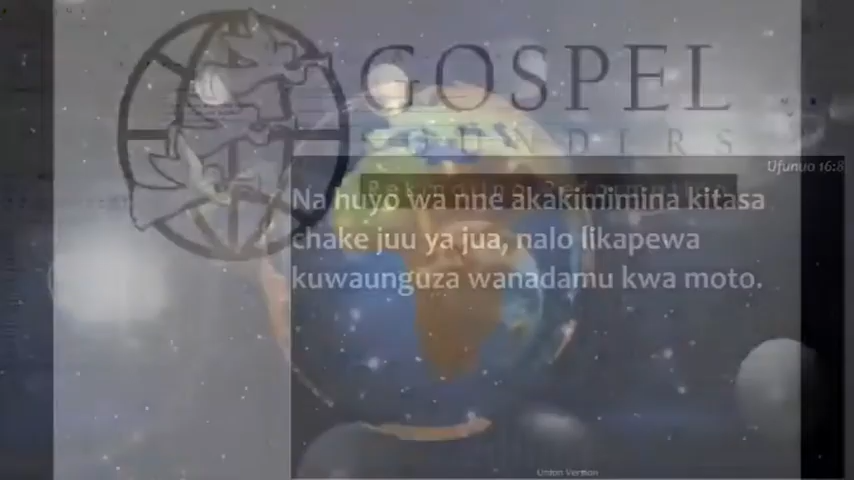 GOSPEL
SOUNDERS
Ufunuo 16:8
Na huyo wa nne akakimimina kitasa
chake juu ya jua, nalo likapewa
kuwaunguza wanadamu kwa moto.
Union Version